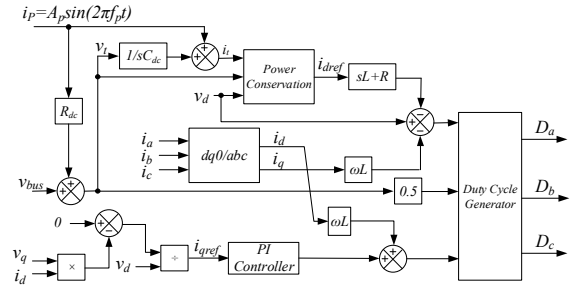 i_P=A_p sin(2πf_p t)
v_t
1/sC_dc
i_t
Power
Conservation
i_dref
sL+R
R_dc
v_d
i_a
i_b
i_c
dq0/abc
i_d
i_q
ωL
v_bus
0.5
Duty Cycle
Generator
D_a
D_b
D_c
ωL
0
v_q
i_d
×
v_d
÷
i_qref
PI
Controller